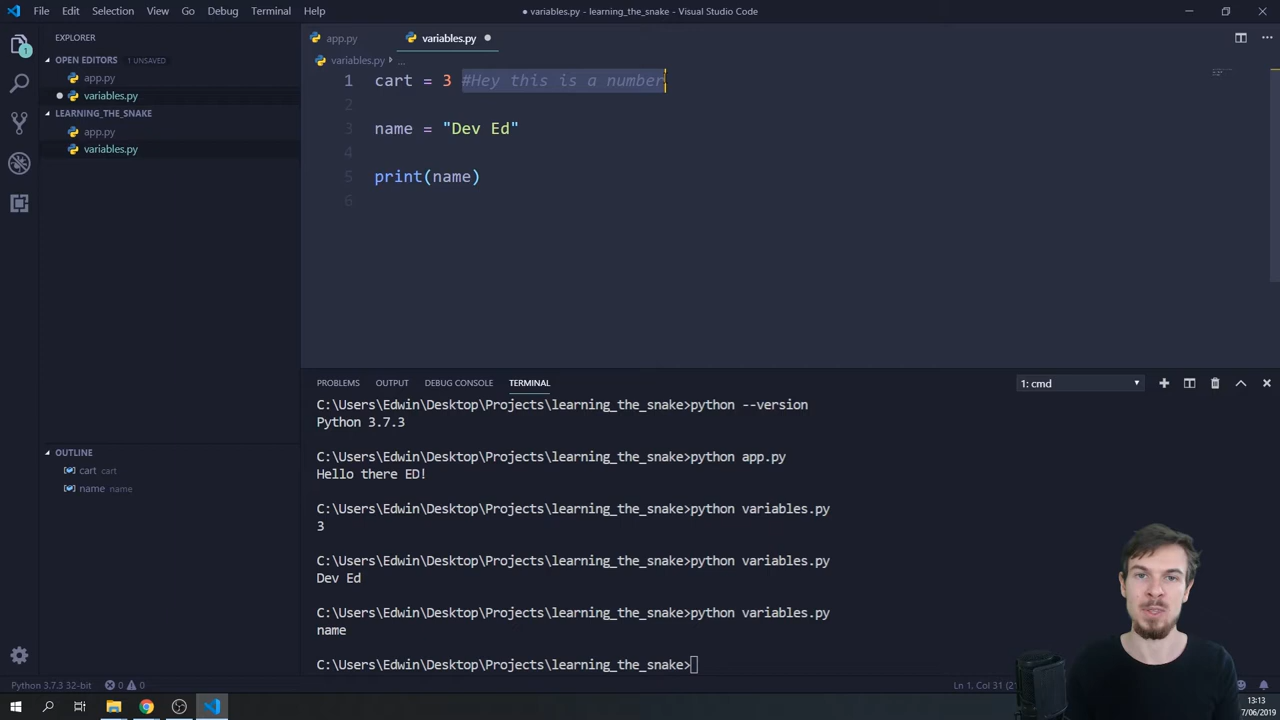 File Edit Selection View Go Debug Terminal Help
● variables.py - learning_the_snake - Visual Studio Code
EXPLORER
OPEN EDITORS 1 UNSAVED
app.py
variables.py
LEARNING_THE_SNAKE
app.py
variables.py
OUTLINE
cart cart
name name
app.py variables.py
variables.py ...
1 cart = 3 #Hey this is a number
2
3 name = "Dev Ed"
4
5 print(name)
6
PROBLEMS OUTPUT DEBUG CONSOLE TERMINAL 1: cmd
C:\Users\Edwin\Desktop\Projects\learning_the_snake>python --version
Python 3.7.3
C:\Users\Edwin\Desktop\Projects\learning_the_snake>python app.py
Hello there ED!
C:\Users\Edwin\Desktop\Projects\learning_the_snake>python variables.py
3
C:\Users\Edwin\Desktop\Projects\learning_the_snake>python variables.py
Dev Ed
C:\Users\Edwin\Desktop\Projects\learning_the_snake>python variables.py
name
C:\Users\Edwin\Desktop\Projects\learning_the_snake>
Python 3.7.3 32-bit 0 0 Ln 1, Col 31
13:13
7/06/2019